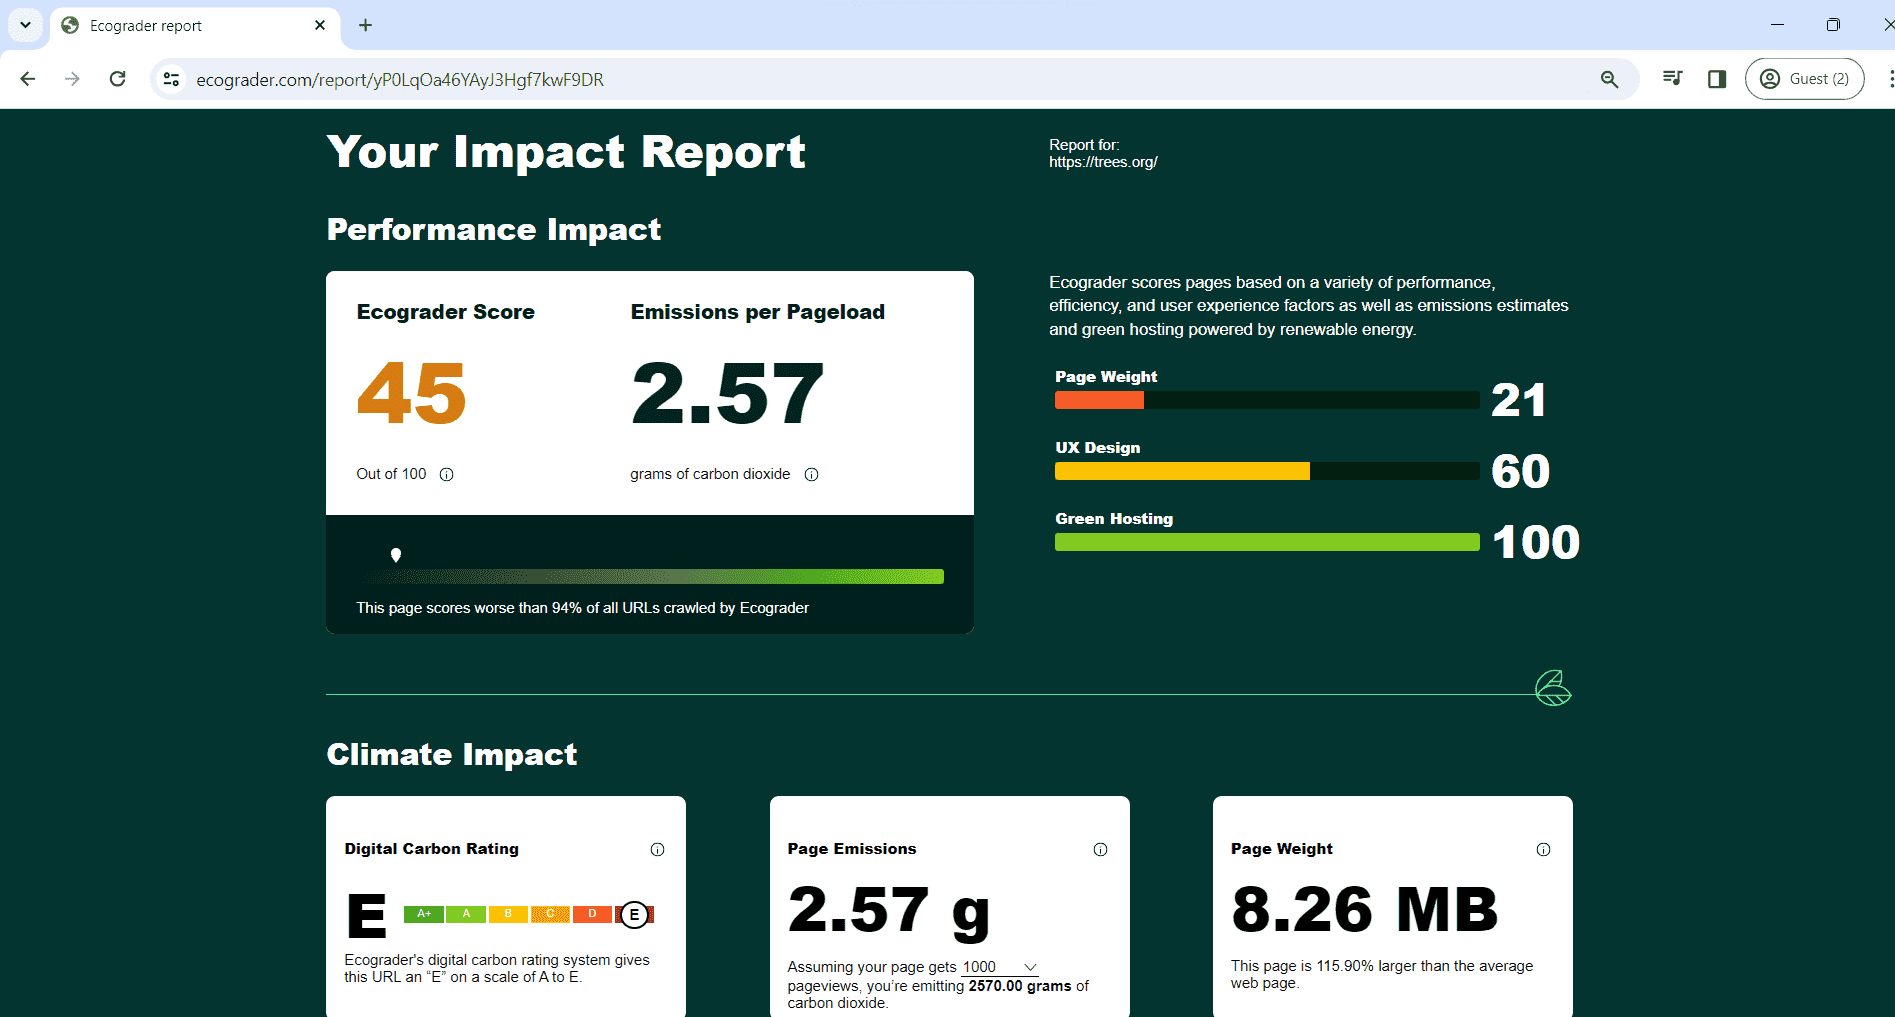 Ecograder report
ecograder.com/report/yP0LqOa46YAyJ3Hgf7kwF9DR
Guest (2)
Your Impact Report
Report for:
https://trees.org/
Performance Impact
Ecograder Score
45
Out of 100
Emissions per Pageload
2.57
grams of carbon dioxide
This page scores worse than 94% of all URLs crawled by Ecograder
Ecograder scores pages based on a variety of performance,
efficiency, and user experience factors as well as emissions estimates
and green hosting powered by renewable energy.
Page Weight
21
UX Design
60
Green Hosting
100
Climate Impact
Digital Carbon Rating
E
A+ A B C D E
Ecograder's digital carbon rating system gives
this URL an “E” on a scale of A to E.
Page Emissions
2.57 g
Assuming your page gets 1000
pageviews, you’re emitting 2570.00 grams of
carbon dioxide.
Page Weight
8.26 MB
This page is 115.90% larger than the average
web page.